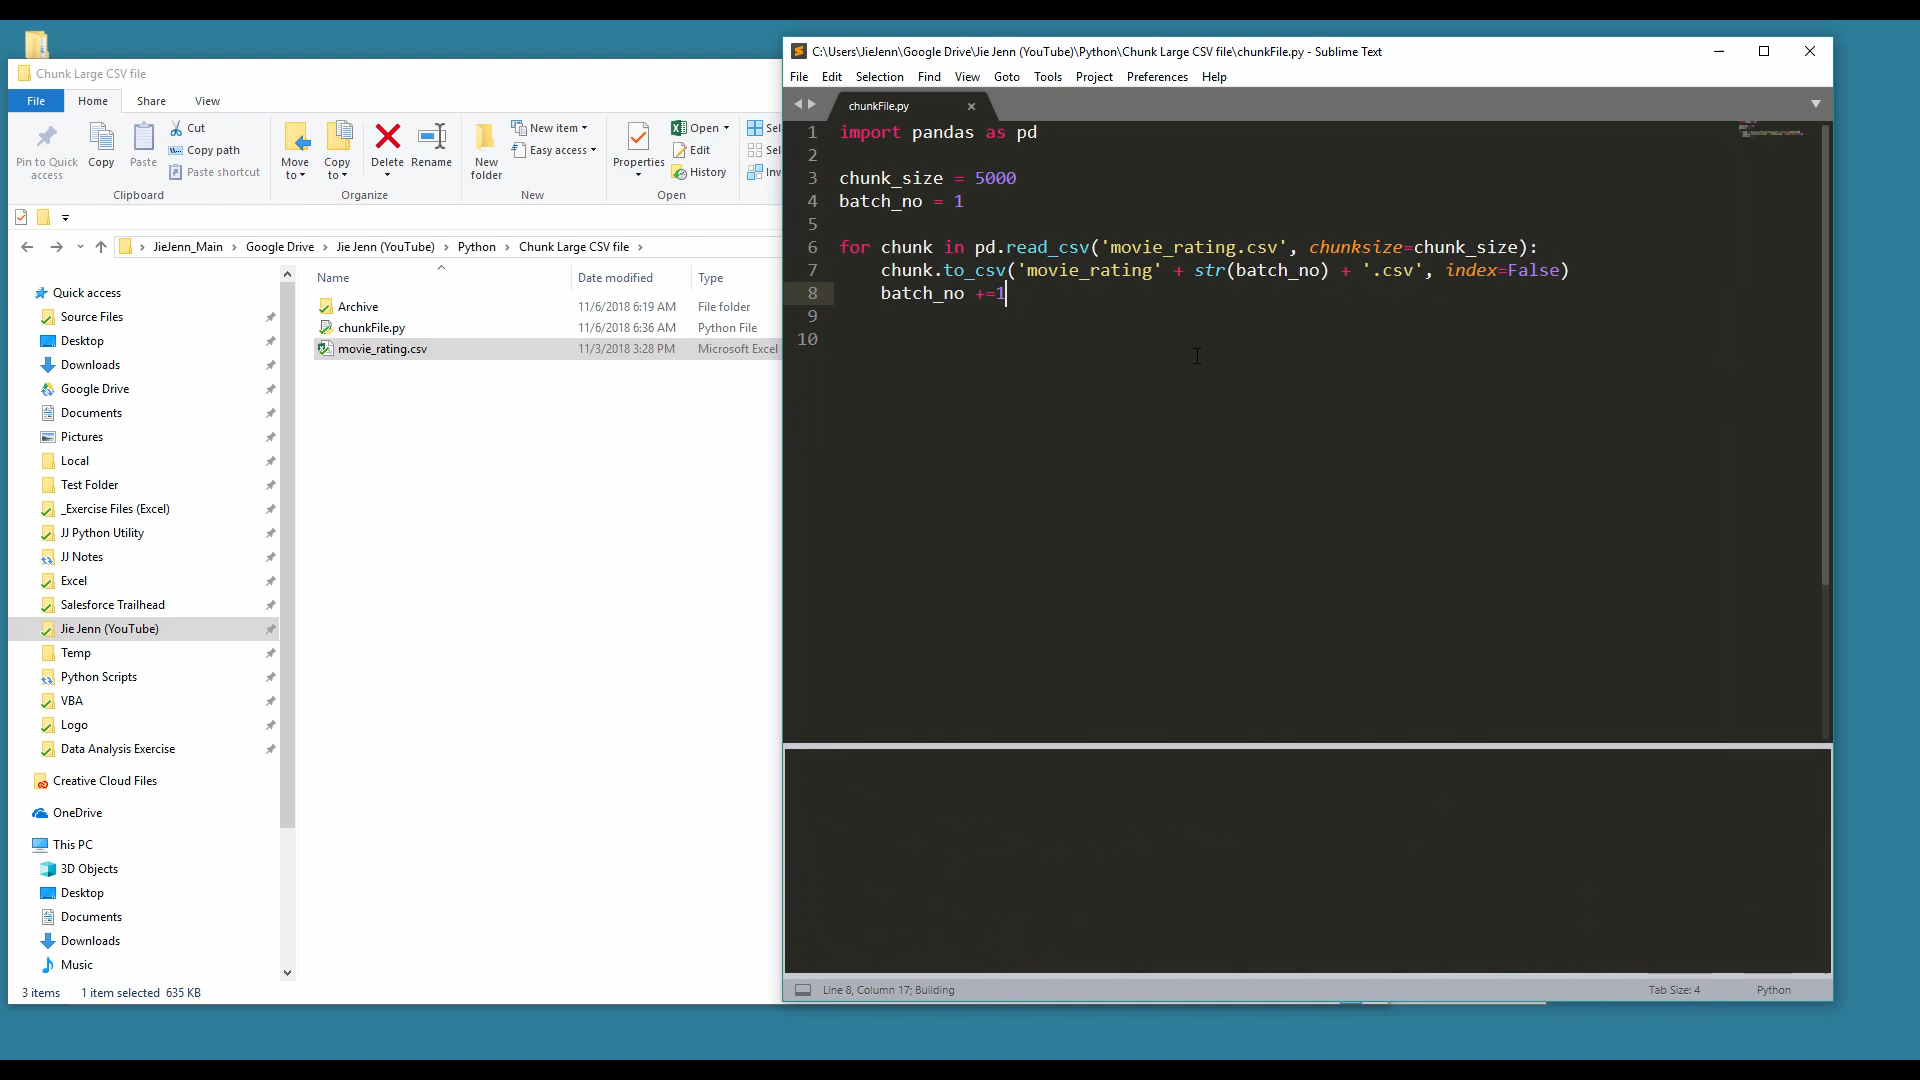 Chunk Large CSV file
File Home Share View
Pin to Quick access
Copy
Paste
Cut
Copy path
Paste shortcut
Clipboard
Move to
Copy to
Delete
Rename
Organize
New folder
New item
Easy access
New
Properties
Open
Edit
History
Open
Sel
Sel
Inv
JieJenn_Main > Google Drive > Jie Jenn (YouTube) > Python > Chunk Large CSV file >
Quick access
Source Files
Desktop
Downloads
Google Drive
Documents
Pictures
Local
Test Folder
_Exercise Files (Excel)
JJ Python Utility
JJ Notes
Excel
Salesforce Trailhead
Jie Jenn (YouTube)
Temp
Python Scripts
VBA
Logo
Data Analysis Exercise
Creative Cloud Files
OneDrive
This PC
3D Objects
Desktop
Documents
Downloads
Music
Name Date modified Type
Archive 11/6/2018 6:19 AM File folder
chunkFile.py 11/6/2018 6:36 AM Python File
movie_rating.csv 11/3/2018 3:28 PM Microsoft Excel
3 items 1 item selected 635 KB
C:\Users\JieJenn\Google Drive\Jie Jenn (YouTube)\Python\Chunk Large CSV file\chunkFile.py - Sublime Text
File Edit Selection Find View Goto Tools Project Preferences Help
chunkFile.py
1 import pandas as pd
2
3 chunk_size = 5000
4 batch_no = 1
5
6 for chunk in pd.read_csv('movie_rating.csv', chunksize=chunk_size):
7 chunk.to_csv('movie_rating' + str(batch_no) + '.csv', index=False)
8 batch_no +=1
9
10
Line 8, Column 17; Building Tab Size: 4 Python